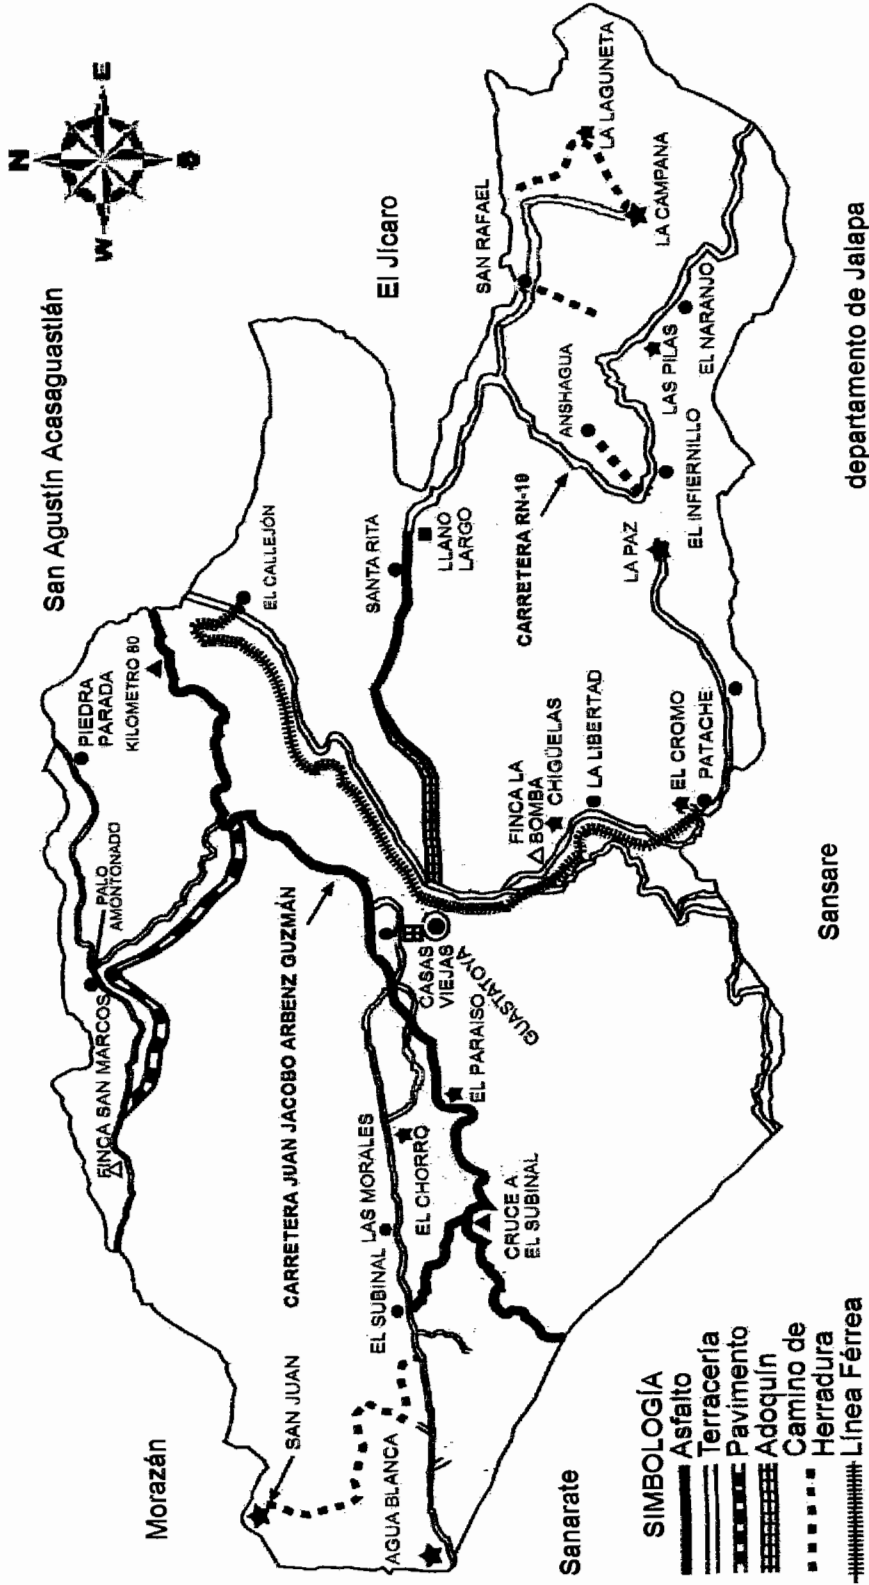 N
W
E
S
San Agustín Acasaguastlán
Morazán
El Jícaro
PIEDRA
PARADA
KILOMETRO 80
PALO
AMONTONADO
FINCA SAN MARCOS
EL CALLEJÓN
CARRETERA JUAN JACOBO ARBENZ GUZMÁN
SAN JUAN
SANTA RITA
LLANO
LARGO
SAN RAFAEL
LA LAGUNETA
LA CAMPANA
ANSHAGUA
CARRETERA RN-19
CASAS
VIEJAS
GUASTATOYA
EL PARAISO
LAS MORALES
EL CHORRO
EL SUBINAL
CRUCE A
EL SUBINAL
AGUA BLANCA
FINCA LA
BOMBA
CHIGÜELAS
LA LIBERTAD
EL CROMO
PATACHE
LA PAZ
EL INFIERNILLO
LAS PILAS
EL NARANJO
Sanarate
Sansare
departamento de Jalapa
SIMBOLOGÍA
Asfalto
Terracería
Pavimento
Adoquín
Camino de
Herradura
Línea Férrea